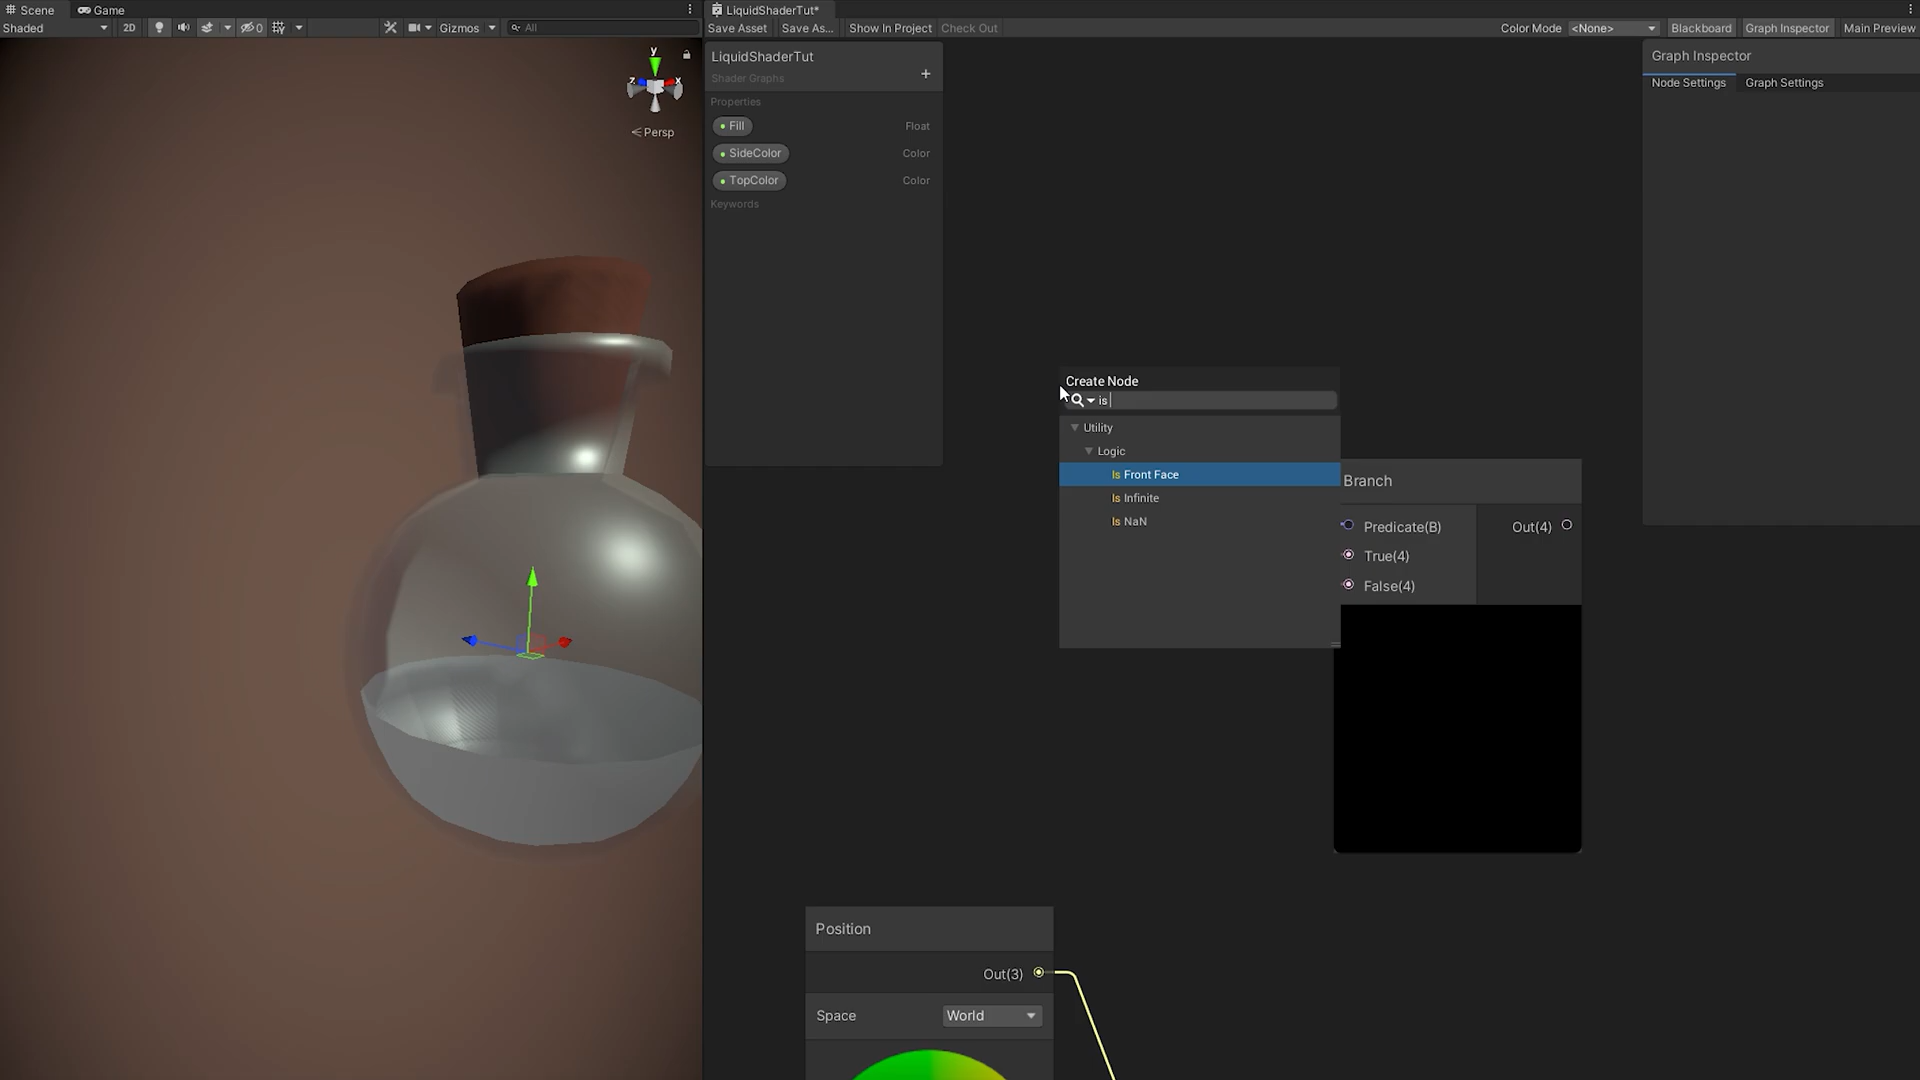 Scene Game
Shaded 2D 0 Gizmos All
y
z x
Persp
LiquidShaderTut*
Save Asset Save As... Show In Project Check Out Color Mode <None> Blackboard Graph Inspector Main Preview
LiquidShaderTut
Shader Graphs
Properties
Fill Float
SideColor Color
TopColor Color
Keywords
Graph Inspector
Node Settings Graph Settings
Create Node
is
Utility
Logic
Is Front Face
Is Infinite
Is NaN
Branch
Predicate(B) Out(4)
True(4)
False(4)
Position
Out(3)
Space World